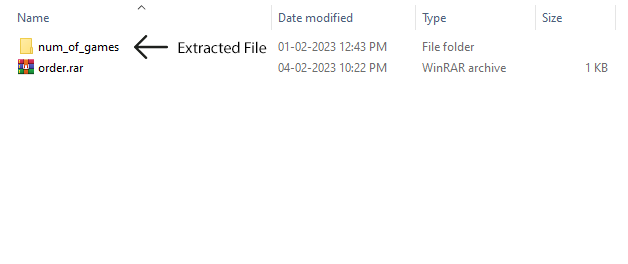 Name Date modified Type Size
num_of_games Extracted File 01-02-2023 12:43 PM File folder
order.rar 04-02-2023 10:22 PM WinRAR archive 1 KB